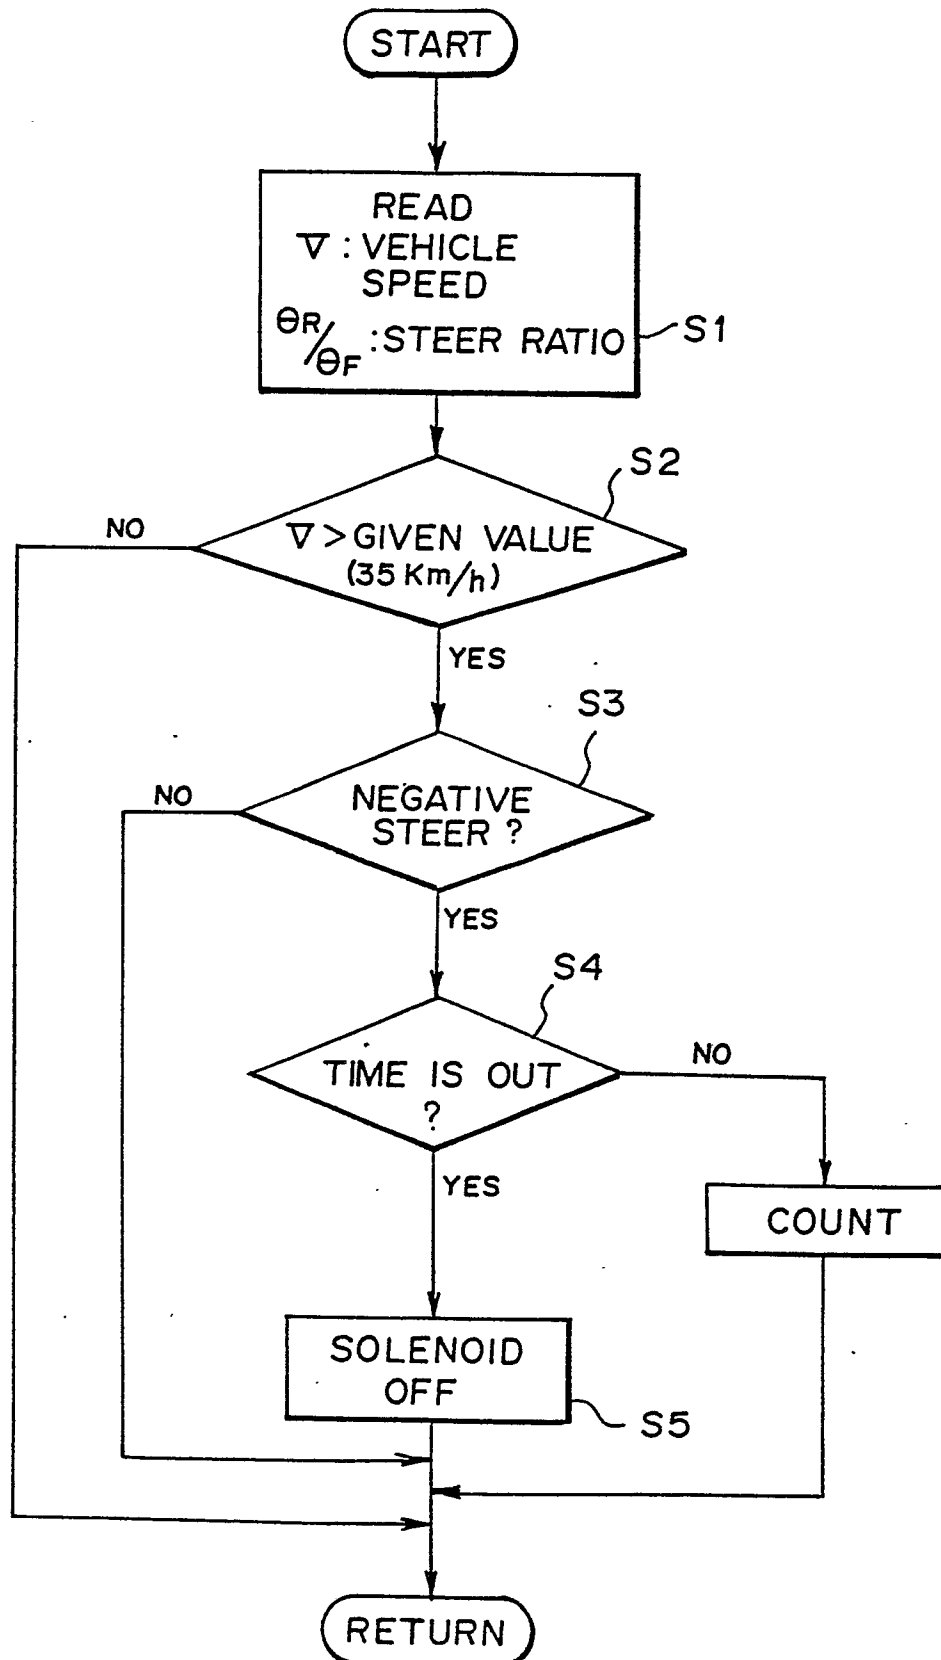 START
READ
V : VEHICLE
SPEED
θR/θF : STEER RATIO
S1
S2
NO
V > GIVEN VALUE
(35 Km/h)
YES
S3
NO
NEGATIVE
STEER ?
YES
S4
NO
TIME IS OUT
?
YES
COUNT
SOLENOID
OFF
S5
RETURN